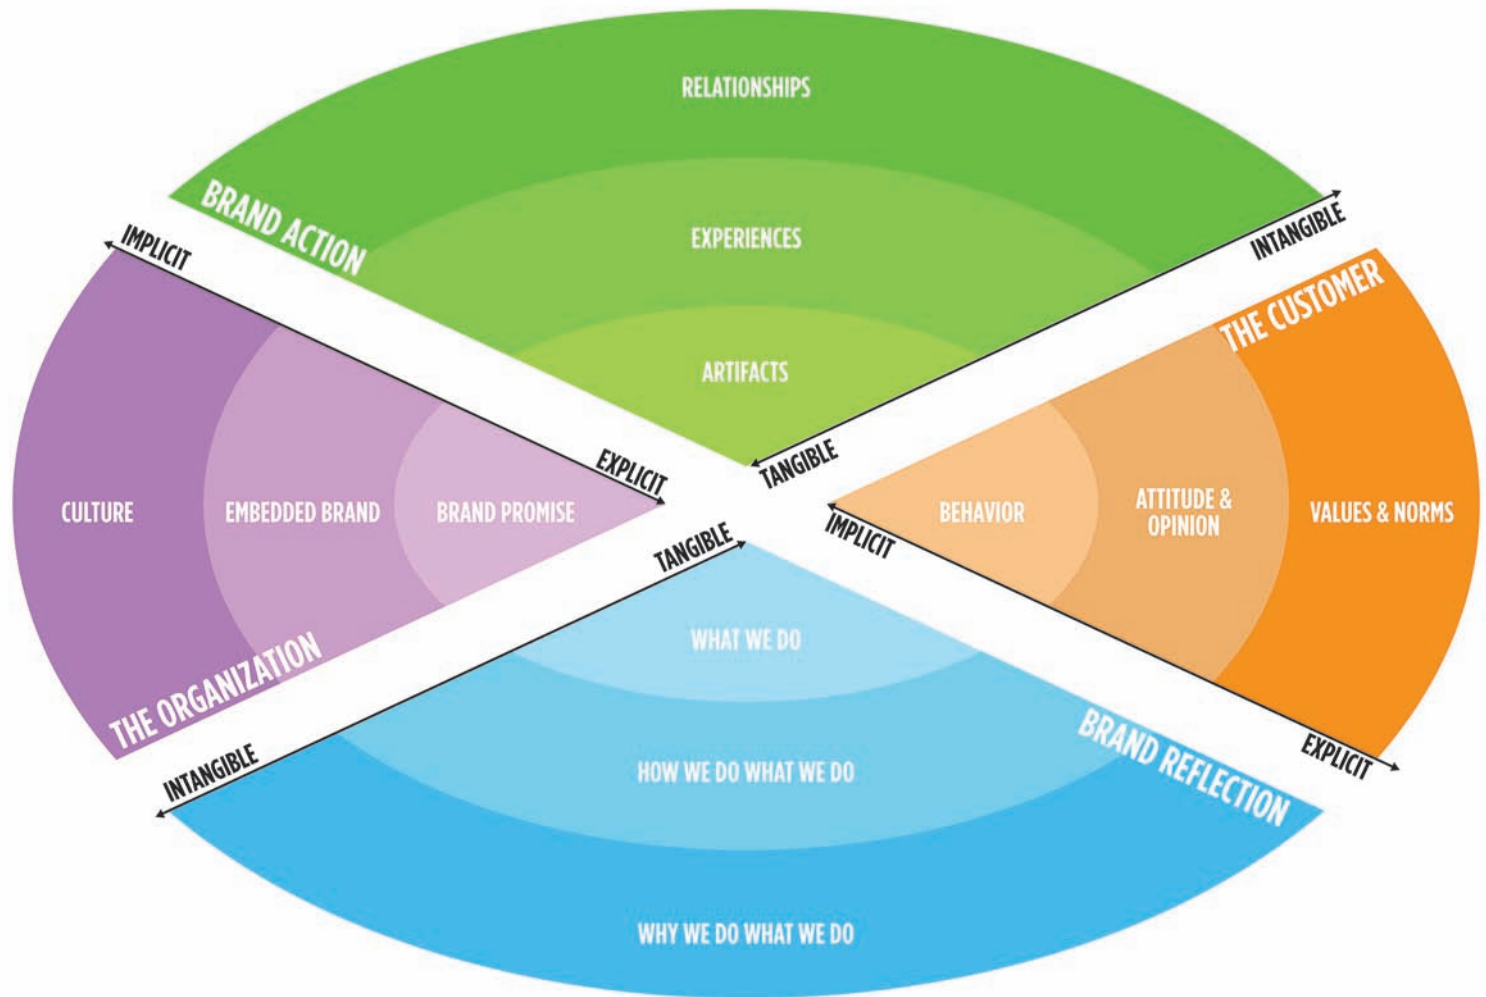 RELATIONSHIPS
BRAND ACTION
EXPERIENCES
INTANGIBLE
IMPLICIT
THE CUSTOMER
ARTIFACTS
TANGIBLE
EXPLICIT
CULTURE
EMBEDDED BRAND
BRAND PROMISE
BEHAVIOR
ATTITUDE &
OPINION
VALUES & NORMS
IMPLICIT
TANGIBLE
THE ORGANIZATION
WHAT WE DO
INTANGIBLE
HOW WE DO WHAT WE DO
BRAND REFLECTION
EXPLICIT
WHY WE DO WHAT WE DO